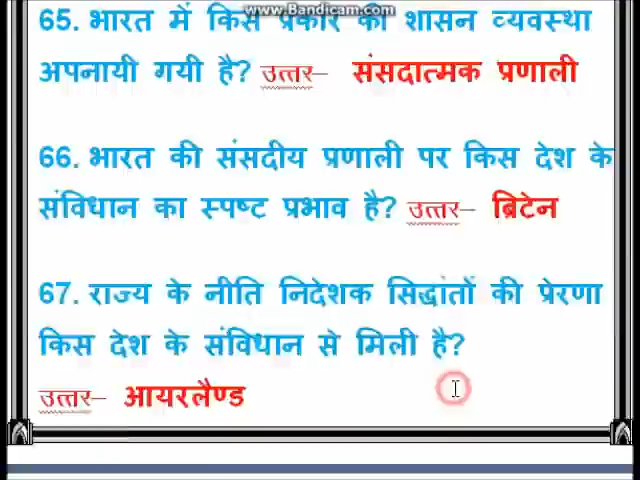 www.Bandicam.com
65. भारत में किस प्रकार की शासन व्यवस्था
अपनायी गयी है? उत्तर– संसदात्मक प्रणाली
66. भारत की संसदीय प्रणाली पर किस देश के
संविधान का स्पष्ट प्रभाव है? उत्तर– ब्रिटेन
67. राज्य के नीति निदेशक सिद्धांतों की प्रेरणा
किस देश के संविधान से मिली है?
उत्तर– आयरलैण्ड